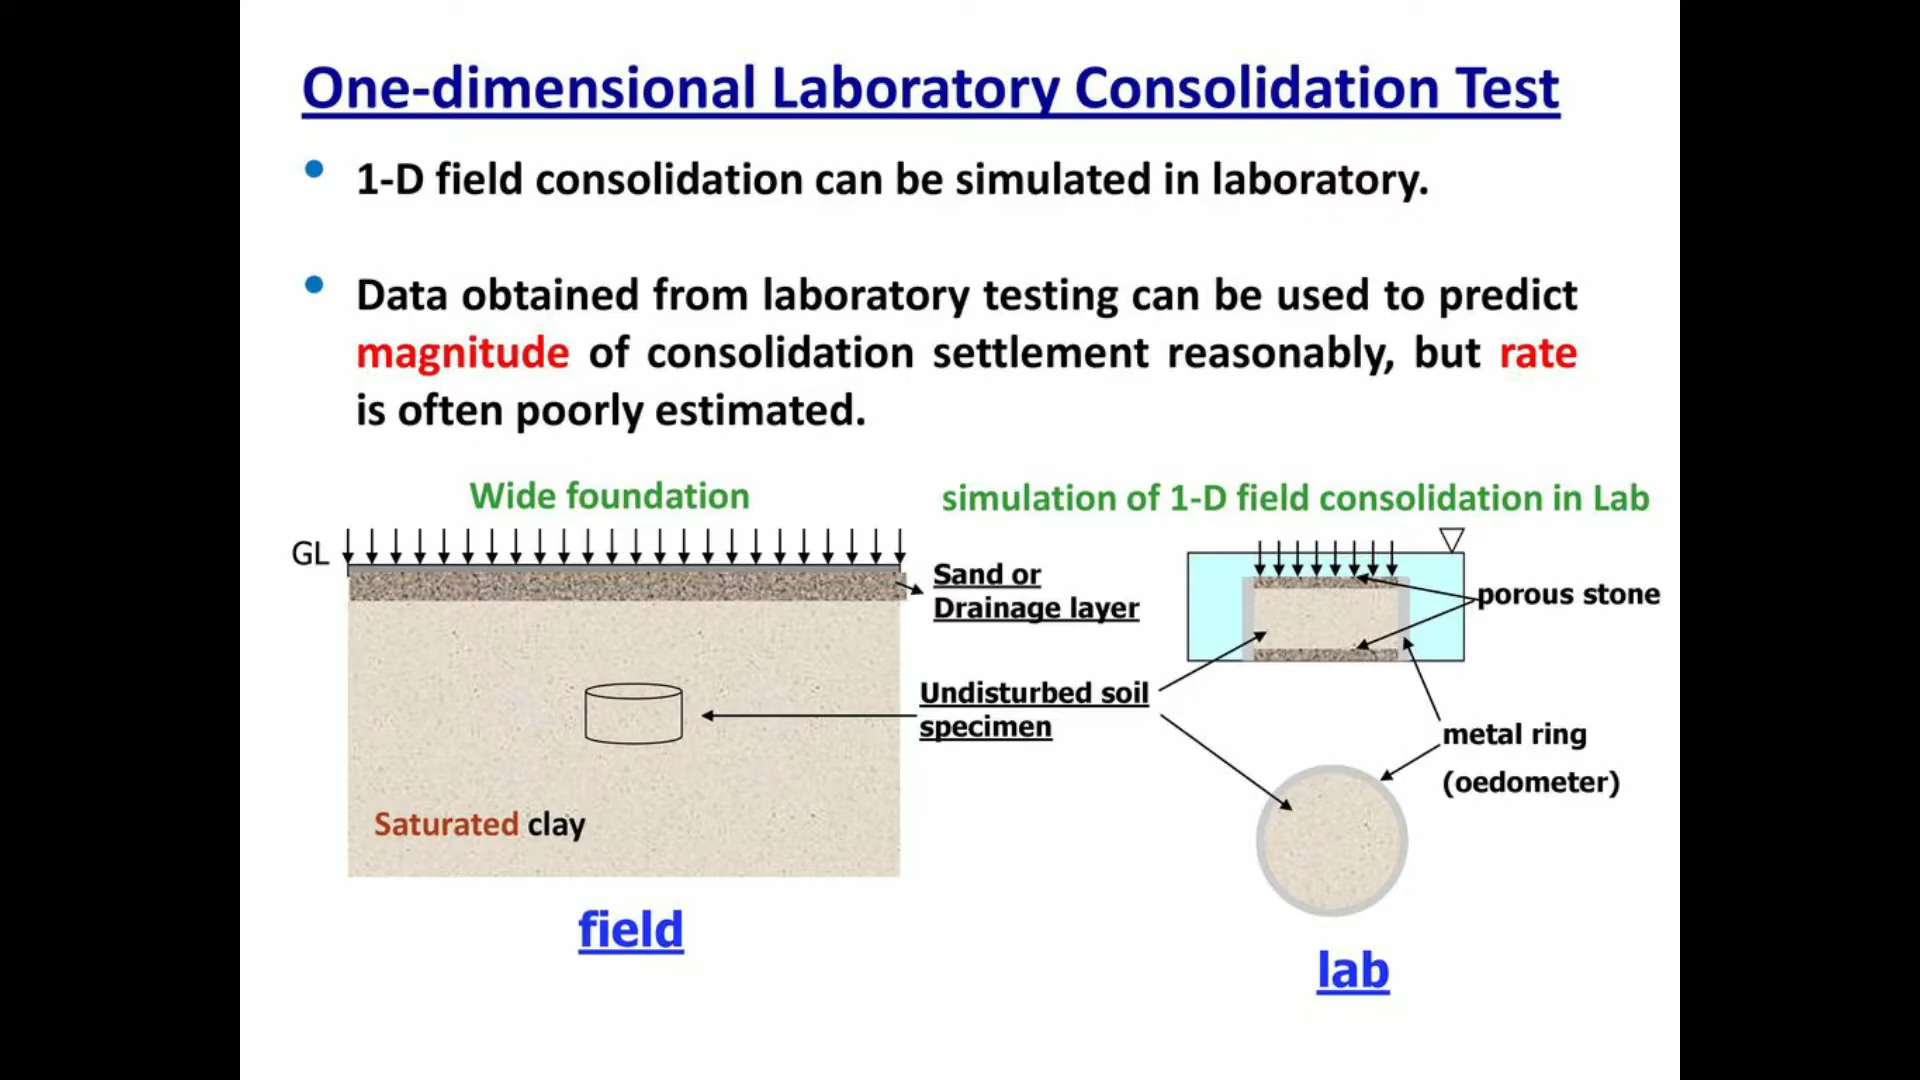 One-dimensional Laboratory Consolidation Test
• 1-D field consolidation can be simulated in laboratory.
• Data obtained from laboratory testing can be used to predict
magnitude of consolidation settlement reasonably, but rate
is often poorly estimated.
Wide foundation
simulation of 1-D field consolidation in Lab
GL
Sand or
Drainage layer
porous stone
Undisturbed soil
specimen
metal ring
(oedometer)
Saturated clay
field
lab